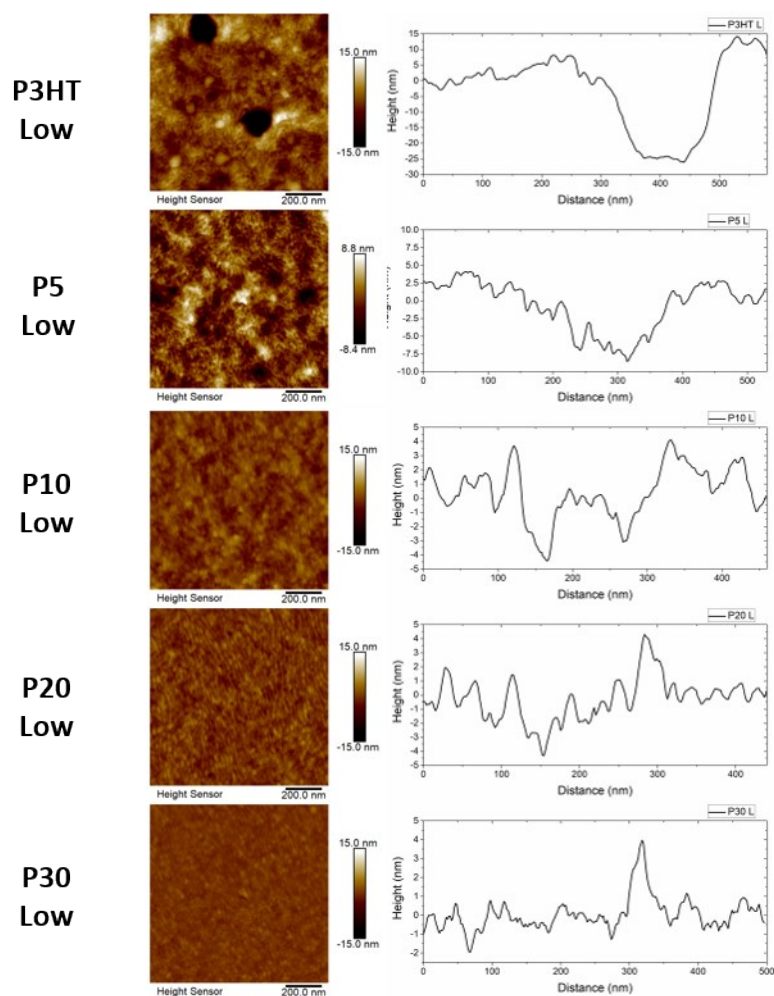 P3HT
Low
15.0 nm
-15.0 nm
Height Sensor
200.0 nm
P3HT L
15
10
5
0
-5
-10
-15
-20
-25
-30
Height (nm)
0
100
200
300
400
500
Distance (nm)
P5
Low
8.8 nm
-8.4 nm
Height Sensor
200.0 nm
P5 L
10.0
7.5
5.0
2.5
0.0
-2.5
-5.0
-7.5
-10.0
0
100
200
300
400
500
Distance (nm)
P10
Low
15.0 nm
-15.0 nm
Height Sensor
200.0 nm
P10 L
5
4
3
2
1
0
-1
-2
-3
-4
-5
Height (nm)
0
100
200
300
400
Distance (nm)
P20
Low
15.0 nm
-15.0 nm
Height Sensor
200.0 nm
P20 L
5
4
3
2
1
0
-1
-2
-3
-4
-5
Height (nm)
0
100
200
300
400
Distance (nm)
P30
Low
15.0 nm
-15.0 nm
Height Sensor
200.0 nm
P30 L
5
4
3
2
1
0
-1
-2
Height (nm)
0
100
200
300
400
500
Distance (nm)